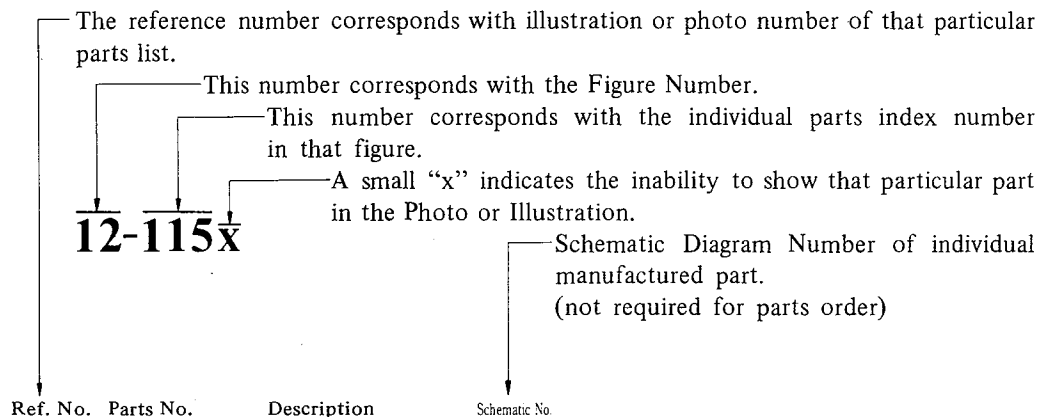 The reference number corresponds with illustration or photo number of that particular
parts list.
This number corresponds with the Figure Number.
This number corresponds with the individual parts index number
in that figure.
A small “x” indicates the inability to show that particular part
in the Photo or Illustration.
12-115x
Schematic Diagram Number of individual
manufactured part.
(not required for parts order)
Ref. No. Parts No. Description Schematic No.